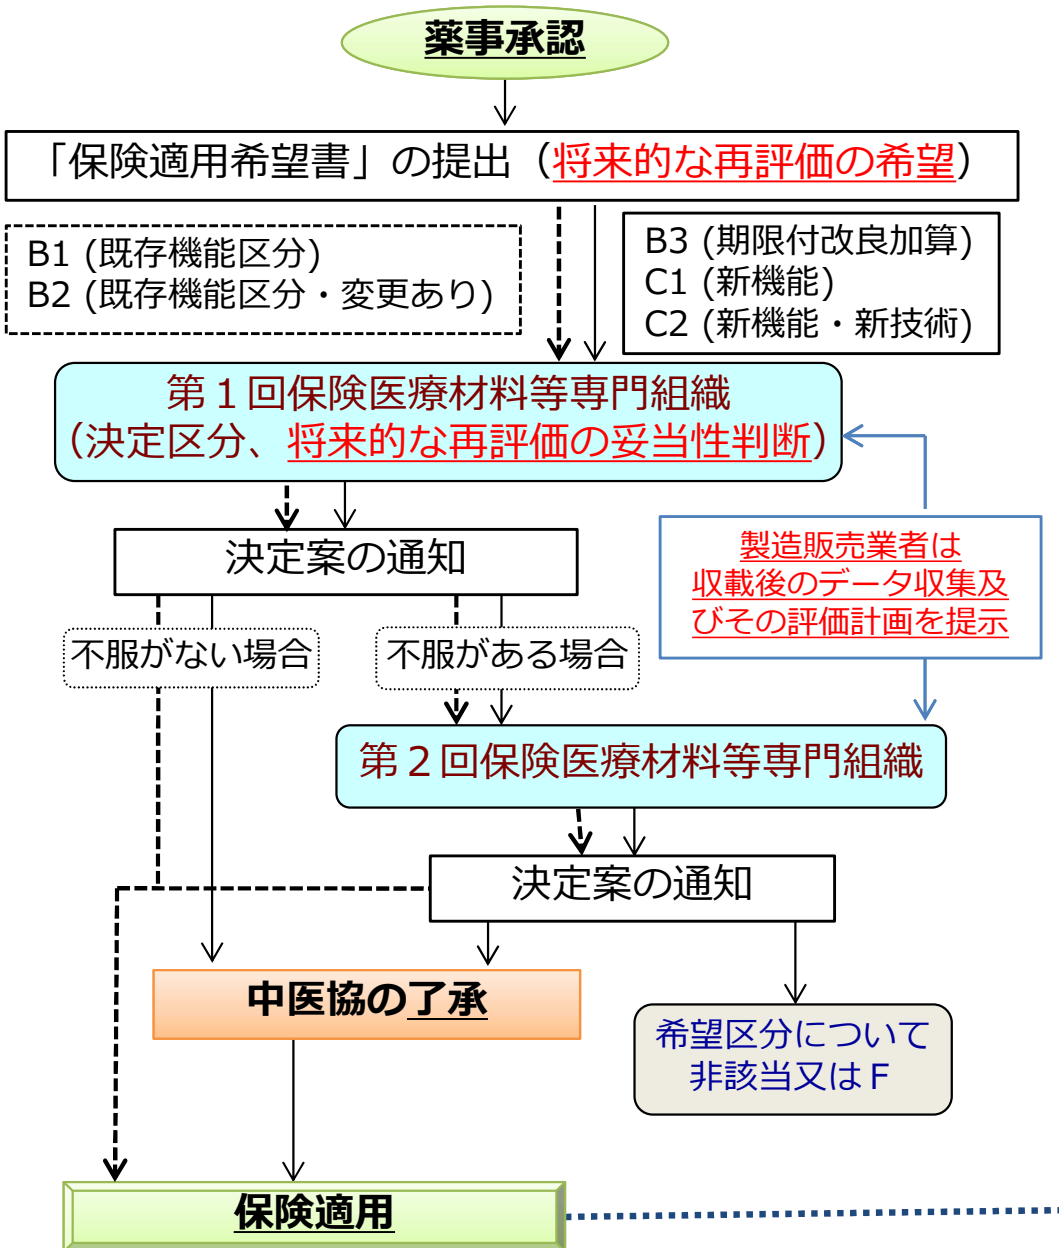 薬事承認
「保険適用希望書」の提出（将来的な再評価の希望）
B1 (既存機能区分)
B2 (既存機能区分・変更あり)
B3 (期限付改良加算)
C1 (新機能)
C2 (新機能・新技術)
第１回保険医療材料等専門組織
（決定区分、将来的な再評価の妥当性判断）
決定案の通知
製造販売業者は
収載後のデータ収集及
びその評価計画を提示
不服がない場合
不服がある場合
第２回保険医療材料等専門組織
決定案の通知
中医協の了承
希望区分について
非該当又はＦ
保険適用